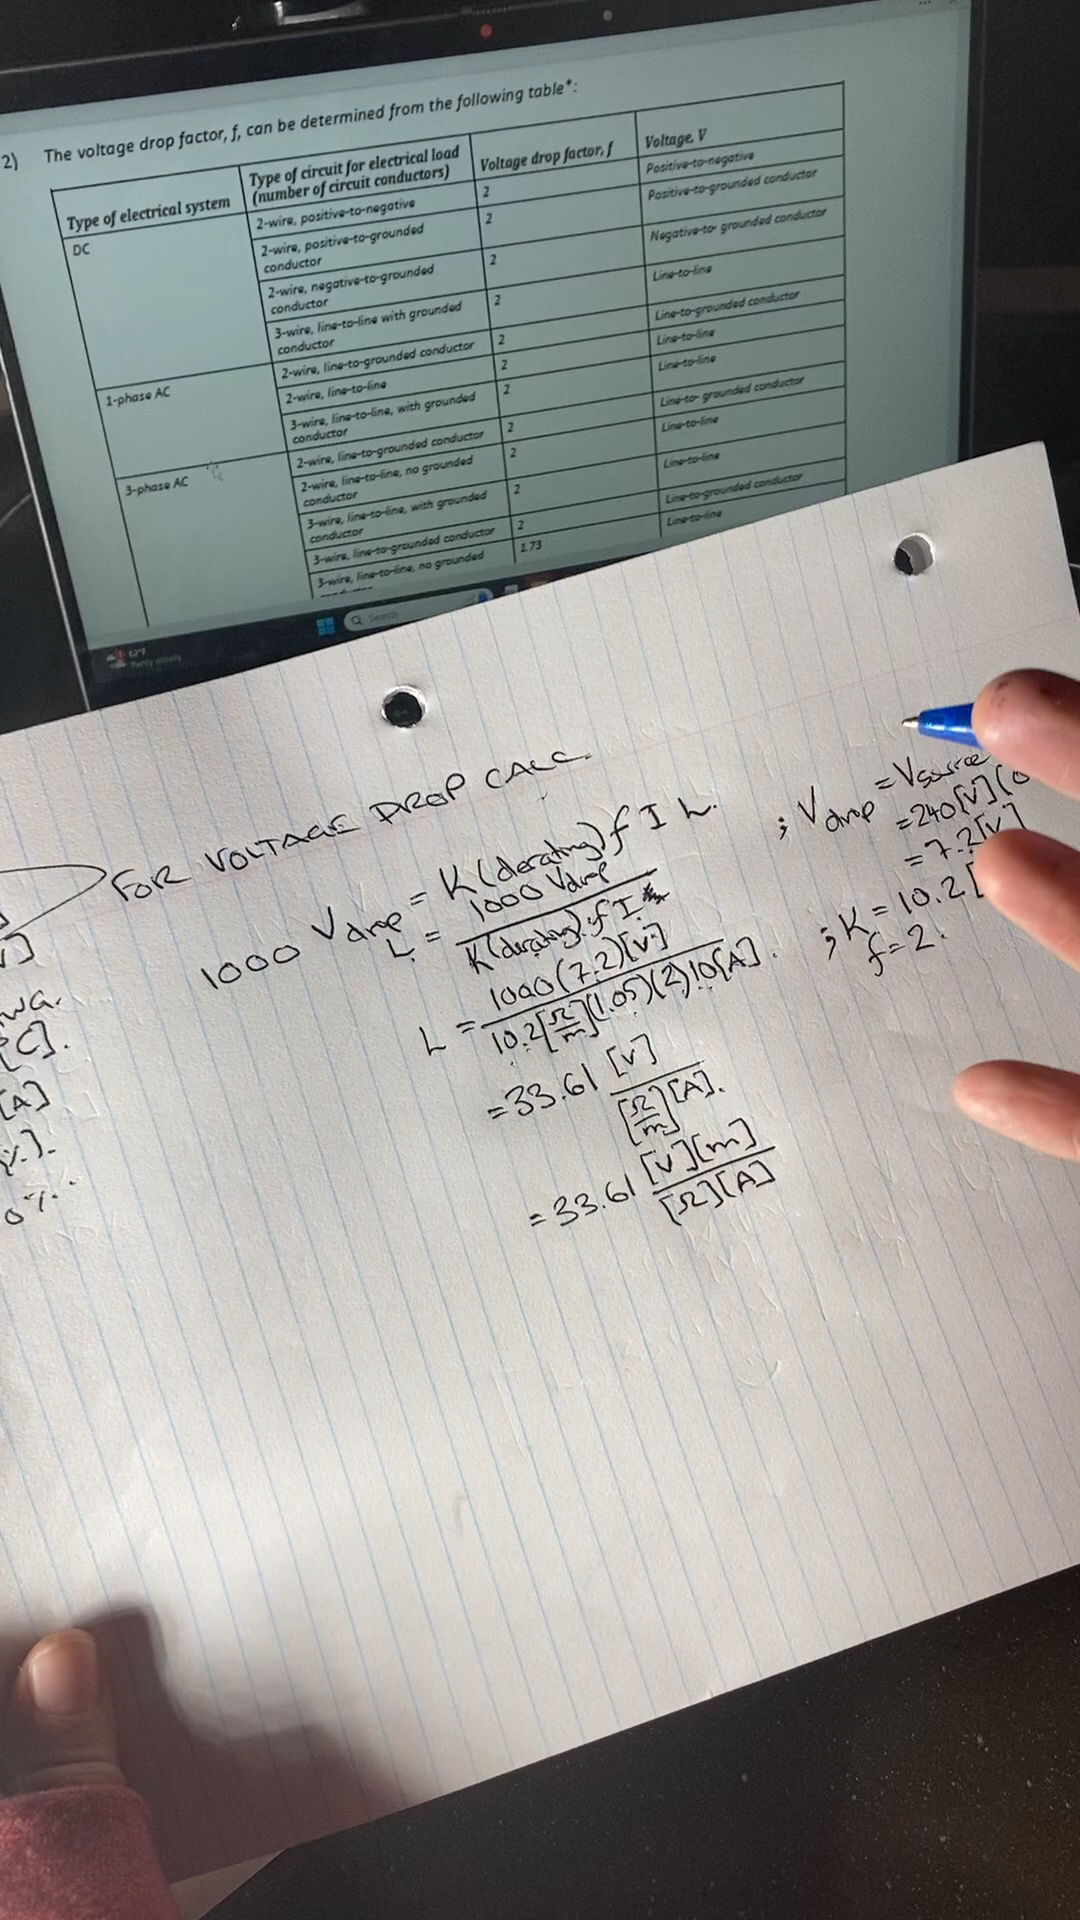 2) The voltage drop factor, f, can be determined from the following table*:
Type of electrical system
Type of circuit for electrical load (number of circuit conductors)
Voltage drop factor, f
Voltage, V
DC
2-wire, positive-to-negative
2
Positive-to-negative
2-wire, positive-to-grounded conductor
2
Positive-to-grounded conductor
2-wire, negative-to-grounded conductor
2
Negative-to- grounded conductor
3-wire, line-to-line with grounded conductor
2
Line-to-line
1-phase AC
2-wire, line-to-grounded conductor
2
Line-to-grounded conductor
2-wire, line-to-line
2
Line-to-line
3-wire, line-to-line, with grounded conductor
2
Line-to-line
3-phase AC
2-wire, line-to-grounded conductor
2
Line-to- grounded conductor
2-wire, line-to-line, no grounded conductor
2
Line-to-line
3-wire, line-to-line, with grounded conductor
2
Line-to-line
3-wire, line-to-grounded conductor
2
Line-to-grounded conductor
3-wire, line-to-line, no grounded
1.73
Line-to-line
Search
Partly cloudy
FOR VOLTAGE DROP CALC.
1000 Vdrop = K(derating) f I L. ; Vdrop = Vsource
L = 1000 Vdrop / K(derating) f I
= 240[V](0
= 7.2[V]
L = 1000(7.2)[V] / 10.2[Ω/m](1.05)(2)10[A]. ; K = 10.2[
f = 2.
= 33.61 [V] / [Ω/m][A].
= 33.61 [V][m] / [Ω][A]
[C].
[A]
%].
0%.